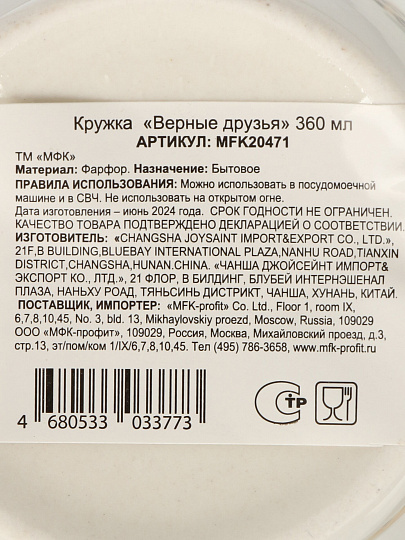 Кружка «Верные друзья» 360 мл
АРТИКУЛ: MFK20471
ТМ «МФК»
Материал: Фарфор. Назначение: Бытовое
ПРАВИЛА ИСПОЛЬЗОВАНИЯ: Можно использовать в посудомоечной
машине и в СВЧ. Не использовать на открытом огне.
Дата изготовления – июнь 2024 года. СРОК ГОДНОСТИ НЕ ОГРАНИЧЕН.
КАЧЕСТВО ТОВАРА ПОДТВЕРЖДЕНО ДЕКЛАРАЦИЕЙ О СООТВЕТСТВИИ.
ИЗГОТОВИТЕЛЬ: «CHANGSHA JOYSAINT IMPORT&EXPORT CO., LTD.»,
21F,B BUILDING,BLUEBAY INTERNATIONAL PLAZA,NANHU ROAD,TIANXIN
DISTRICT,CHANGSHA,HUNAN.CHINA. «ЧАНША ДЖОЙСЕЙНТ ИМПОРТ&
ЭКСПОРТ КО., ЛТД.», 21 ФЛОР, В БИЛДИНГ, БЛУБЕЙ ИНТЕРНЭШЕНАЛ
ПЛАЗА, НАНЬХУ РОАД, ТЯНЬСИНЬ ДИСТРИКТ, ЧАНША, ХУНАНЬ, КИТАЙ.
ПОСТАВЩИК, ИМПОРТЕР: «MFK-profit» Co. Ltd., Floor 1, room IX,
6,7,8,10,45, No. 3, bld. 13, Mikhaylovskiy proezd, Moscow, Russia, 109029
ООО «МФК-профит», 109029, Россия, Москва, Михайловский проезд, д.3,
стр.13, эт/пом/ком 1/IX/6,7,8,10,45. Тел. (495) 786-3658, www.mfk-profit.ru
4 680533 033773
СТР